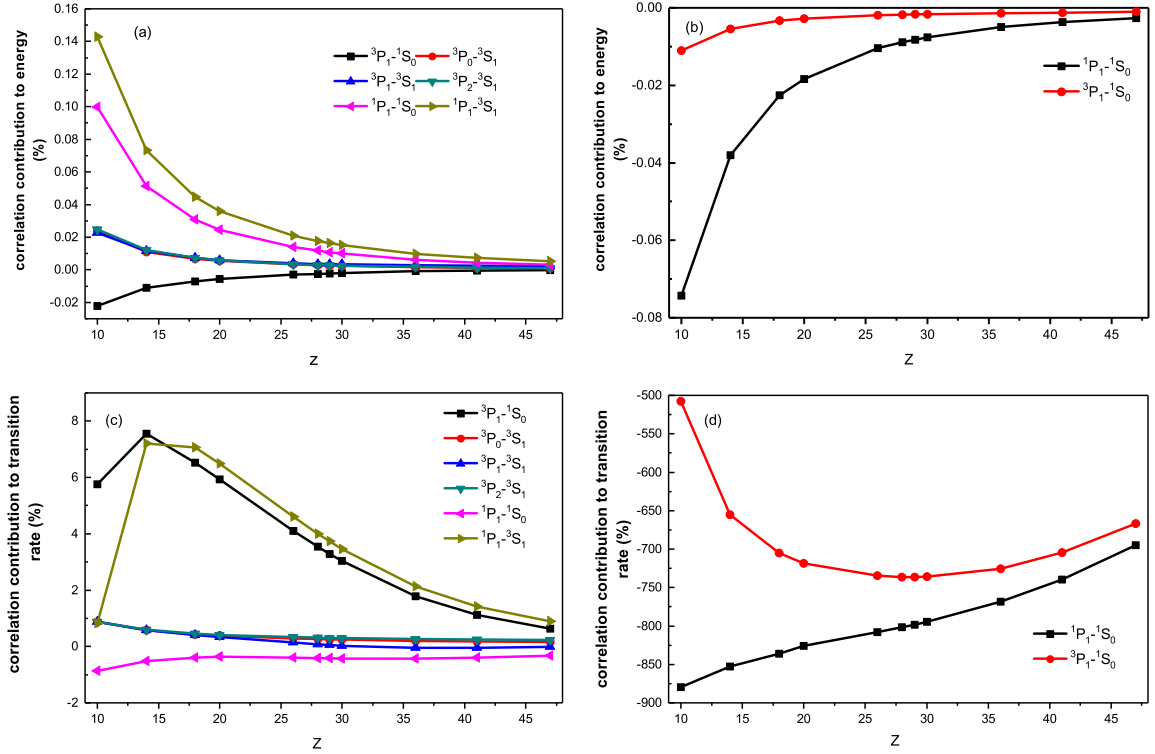 (a)
correlation contribution to energy
(%)
0.16
0.14
0.12
0.10
0.08
0.06
0.04
0.02
0.00
-0.02
³P₁-¹S₀ ³P₀-³S₁
³P₁-³S₁ ³P₂-³S₁
¹P₁-¹S₀ ¹P₁-³S₁
10 15 20 25 30 35 40 45
Z
(b)
correlation contribution to energy
(%)
0.00
-0.02
-0.04
-0.06
-0.08
¹P₁-¹S₀
³P₁-¹S₀
10 15 20 25 30 35 40 45
Z
(c)
correlation contribution to transition
rate (%)
8
6
4
2
0
-2
³P₁-¹S₀
³P₀-³S₁
³P₁-³S₁
³P₂-³S₁
¹P₁-¹S₀
¹P₁-³S₁
10 15 20 25 30 35 40 45
Z
(d)
correlation contribution to transition
rate (%)
-500
-550
-600
-650
-700
-750
-800
-850
-900
¹P₁-¹S₀
³P₁-¹S₀
10 15 20 25 30 35 40 45
Z